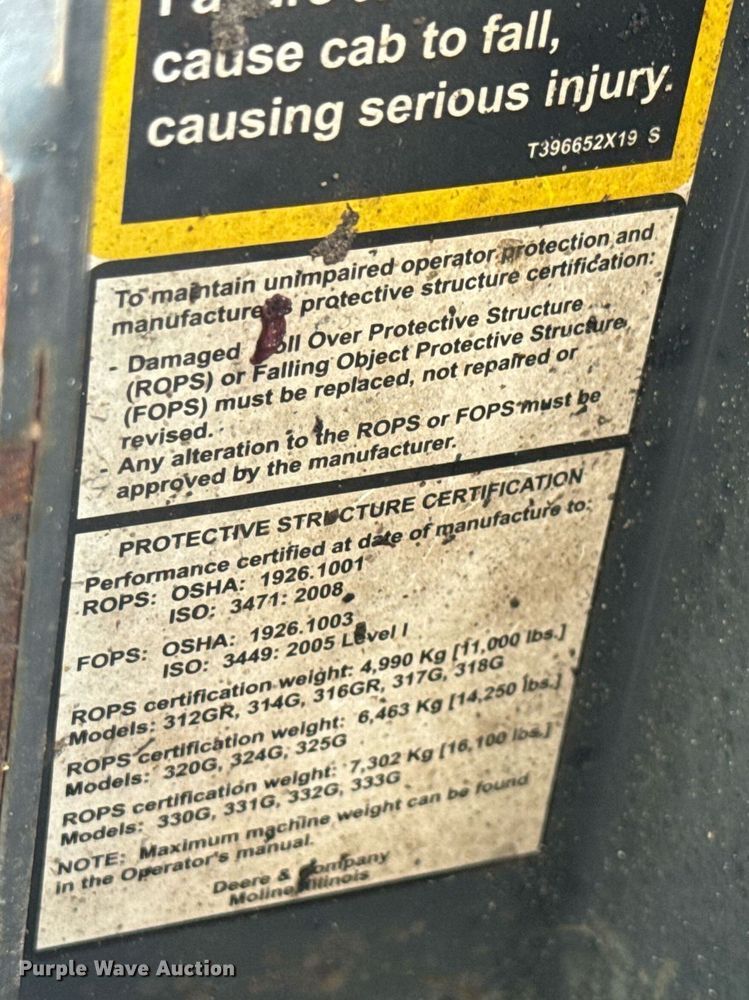 cause cab to fall,
causing serious injury.
T396652X19 S
To maintain unimpaired operator protection and
manufacturer's protective structure certification:
- Damaged Roll Over Protective Structure
(ROPS) or Falling Object Protective Structure
(FOPS) must be replaced, not repaired or
revised.
- Any alteration to the ROPS or FOPS must be
approved by the manufacturer.
PROTECTIVE STRUCTURE CERTIFICATION
Performance certified at date of manufacture to:
ROPS: OSHA: 1926.1001
ISO: 3471: 2008
FOPS: OSHA: 1926.1003
ISO: 3449: 2005 Level I
ROPS certification weight: 4,990 Kg [11,000 lbs.]
Models: 312GR, 314G, 316GR, 317G, 318G
ROPS certification weight: 6,463 Kg [14,250 lbs.]
Models: 320G, 324G, 325G
ROPS certification weight: 7,302 Kg [16,100 lbs.]
Models: 330G, 331G, 332G, 333G
NOTE: Maximum machine weight can be found
in the Operator's manual.
Deere & Company
Moline, Illinois
Purple Wave Auction